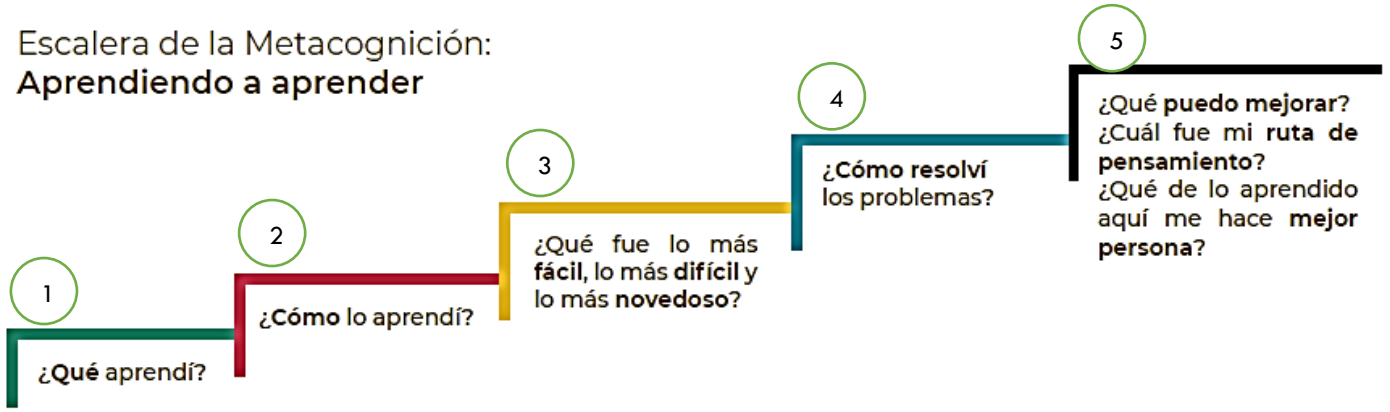 Escalera de la Metacognición:
Aprendiendo a aprender
1
¿Qué aprendí?
2
¿Cómo lo aprendí?
3
¿Qué fue lo más
fácil, lo más difícil y
lo más novedoso?
4
¿Cómo resolví
los problemas?
5
¿Qué puedo mejorar?
¿Cuál fue mi ruta de
pensamiento?
¿Qué de lo aprendido
aquí me hace mejor
persona?